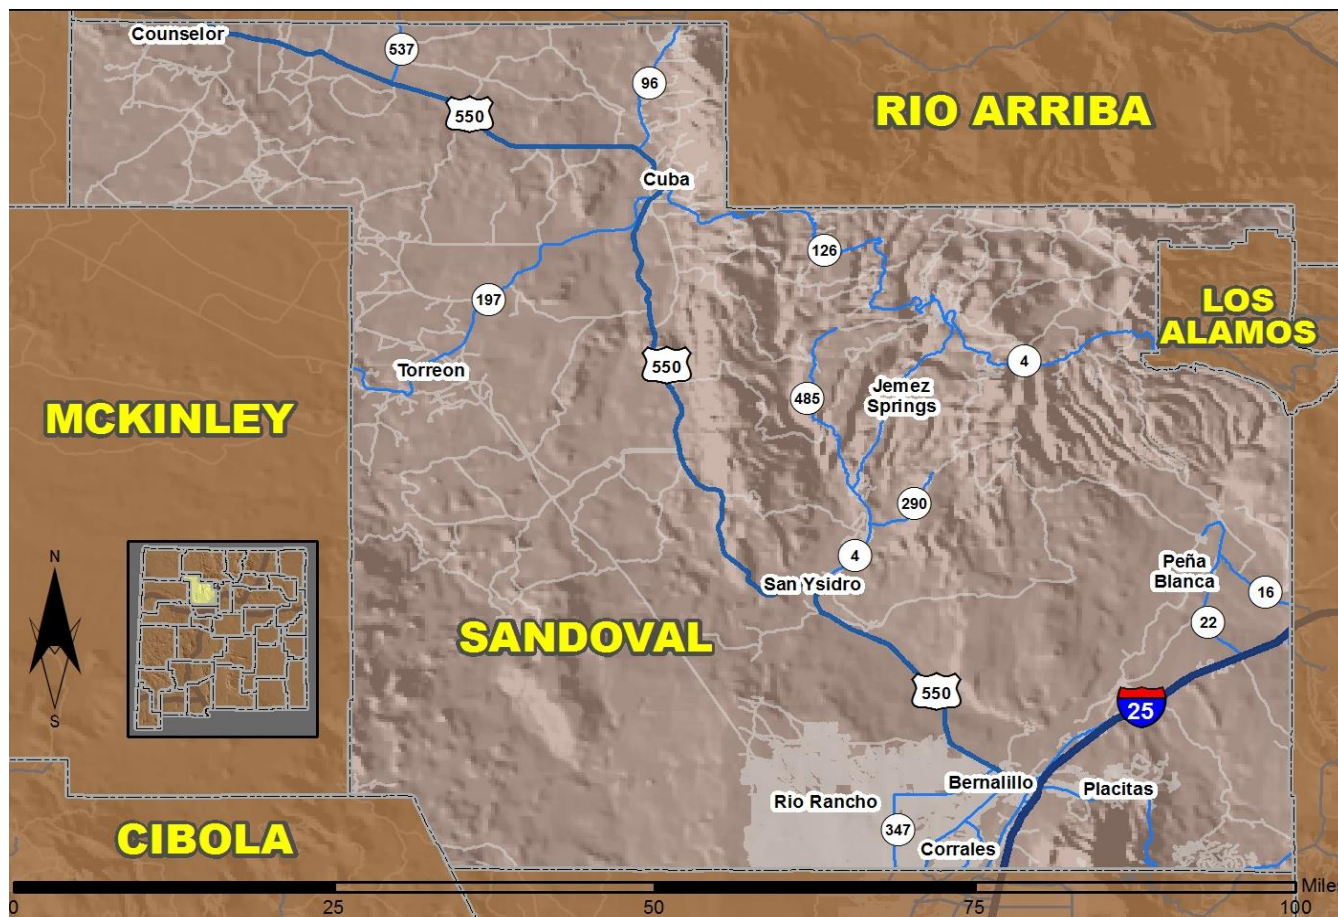 Counselor
537
96
550
RIO ARRIBA
Cuba
126
197
LOS
ALAMOS
Torreon
550
4
Jemez
Springs
485
MCKINLEY
290
N
4
Peña
Blanca
San Ysidro
16
22
SANDOVAL
550
25
S
Bernalillo
Placitas
Rio Rancho
347
Corrales
CIBOLA
Miles
0
25
50
75
100